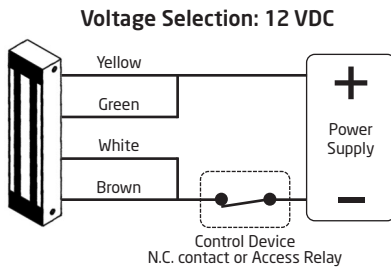 Voltage Selection: 12 VDC
Yellow
Green
White
Brown
+
Power
Supply
−
Control Device
N.C. contact or Access Relay